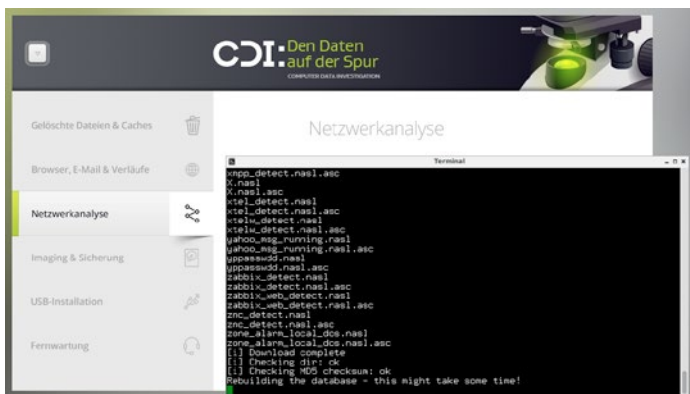 CDI:
Den Daten
auf der Spur
COMPUTER DATA INVESTIGATION
Gelöschte Dateien & Caches
Browser, E-Mail & Verläufe
Netzwerkanalyse
Imaging & Sicherung
USB-Installation
Fernwartung
Netzwerkanalyse
Terminal
xmpp_detect.nasl.asc
X.nasl
X.nasl.asc
xtel_detect.nasl
xtel_detect.nasl.asc
xtelw_detect.nasl
xtelw_detect.nasl.asc
yahoo_msg_running.nasl
yahoo_msg_running.nasl.asc
yppasswdd.nasl
yppasswdd.nasl.asc
zabbix_detect.nasl
zabbix_detect.nasl.asc
zabbix_web_detect.nasl
zabbix_web_detect.nasl.asc
znc_detect.nasl
znc_detect.nasl.asc
zone_alarm_local_dos.nasl
zone_alarm_local_dos.nasl.asc
[i] Download complete
[i] Checking dir: ok
[i] Checking MD5 checksum: ok
Rebuilding the database - this might take some time!